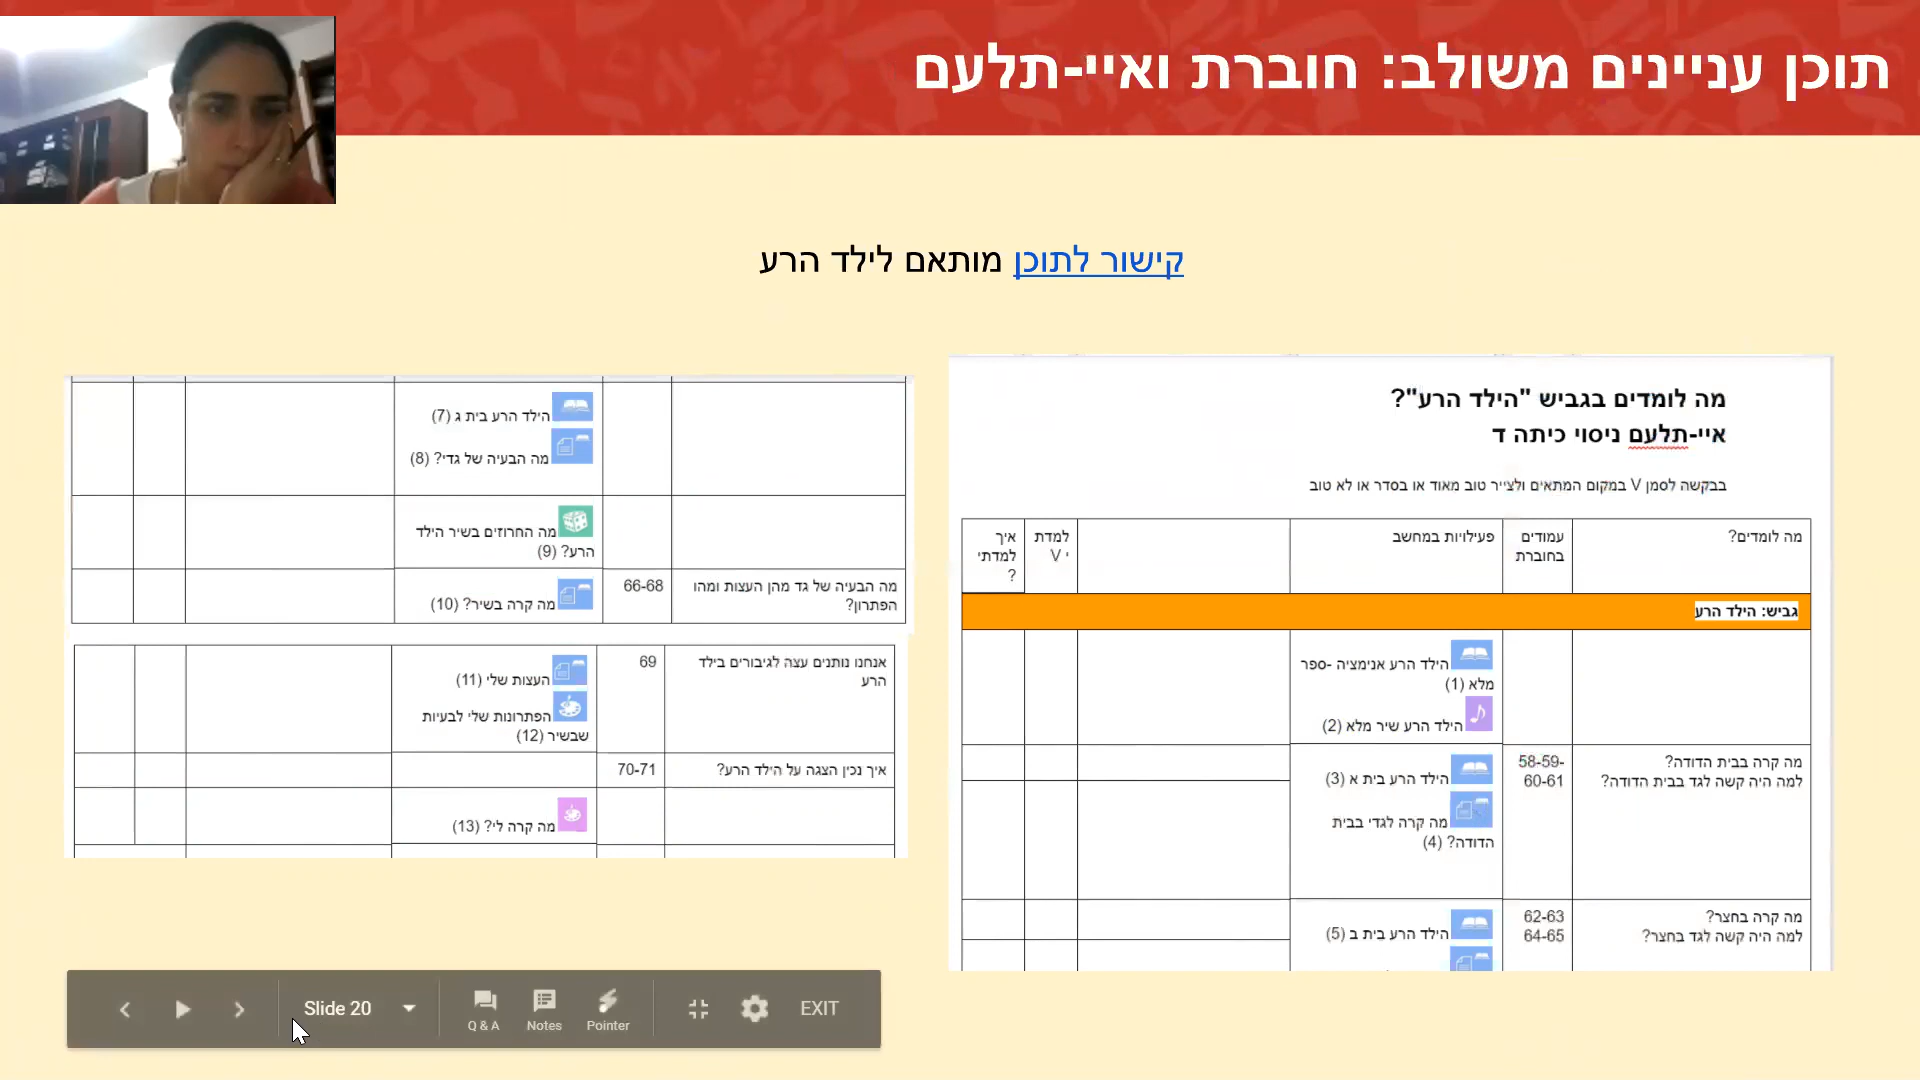 תוכן עניינים משולב: חוברת ואיי-תלעם
קישור לתוכן מותאם לילד הרע
מה לומדים בגביש "הילד הרע"?
איי-תלעם ניסוי כיתה ד
בבקשה לסמן V במקום המתאים ולצייר טוב מאוד או בסדר או לא טוב
מה לומדים?
עמודים
בחוברת
פעילויות במחשב
למדת
י V
איך
למדתי
?
גביש: הילד הרע
הילד הרע אנימציה -ספר
מלא (1)
הילד הרע שיר מלא (2)
מה קרה בבית הדודה?
למה היה קשה לגד בבית הדודה?
58-59-
60-61
הילד הרע בית א (3)
מה קרה לגדי בבית
הדודה? (4)
מה קרה בחצר?
למה היה קשה לגד בחצר?
62-63
64-65
הילד הרע בית ב (5)
הילד הרע בית ג (7)
מה הבעיה של גדי? (8)
מה החרוזים בשיר הילד
הרע? (9)
מה הבעיה של גד מהן העצות ומהו
הפתרון?
66-68
מה קרה בשיר? (10)
אנחנו נותנים עצה לגיבורים בילד
הרע
69
העצות שלי (11)
הפתרונות שלי לבעיות
שבשיר (12)
איך נכין הצגה על הילד הרע?
70-71
מה קרה לי? (13)
Slide 20
Q & A
Notes
Pointer
EXIT